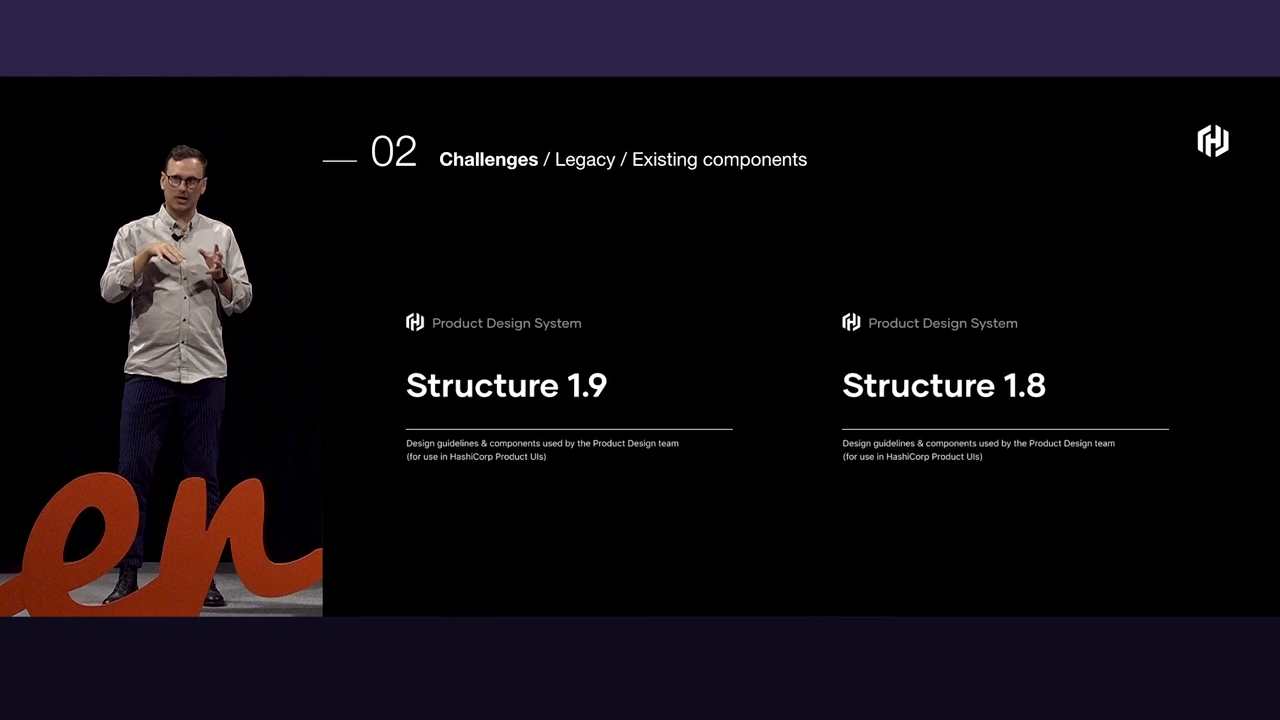 02 Challenges / Legacy / Existing components
Product Design System
Structure 1.9
Design guidelines & components used by the Product Design team
(for use in HashiCorp Product UIs)
Product Design System
Structure 1.8
Design guidelines & components used by the Product Design team
(for use in HashiCorp Product UIs)
er